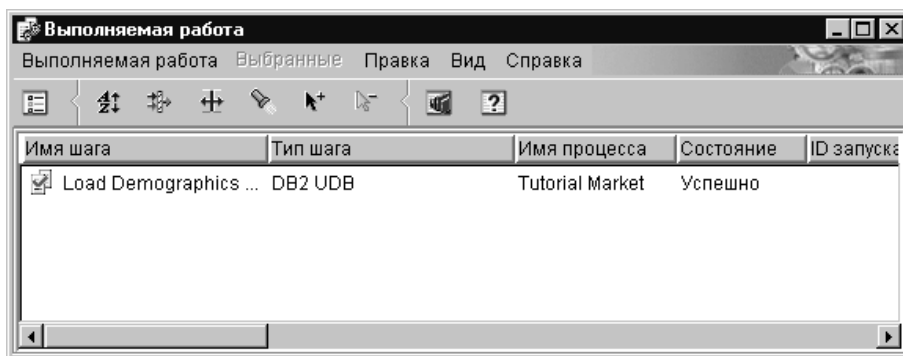 Выполняемая работа
Выполняемая работа Выбранные Правка Вид Справка
Имя шага Тип шага Имя процесса Состояние ID запуска
Load Demographics ... DB2 UDB Tutorial Market Успешно